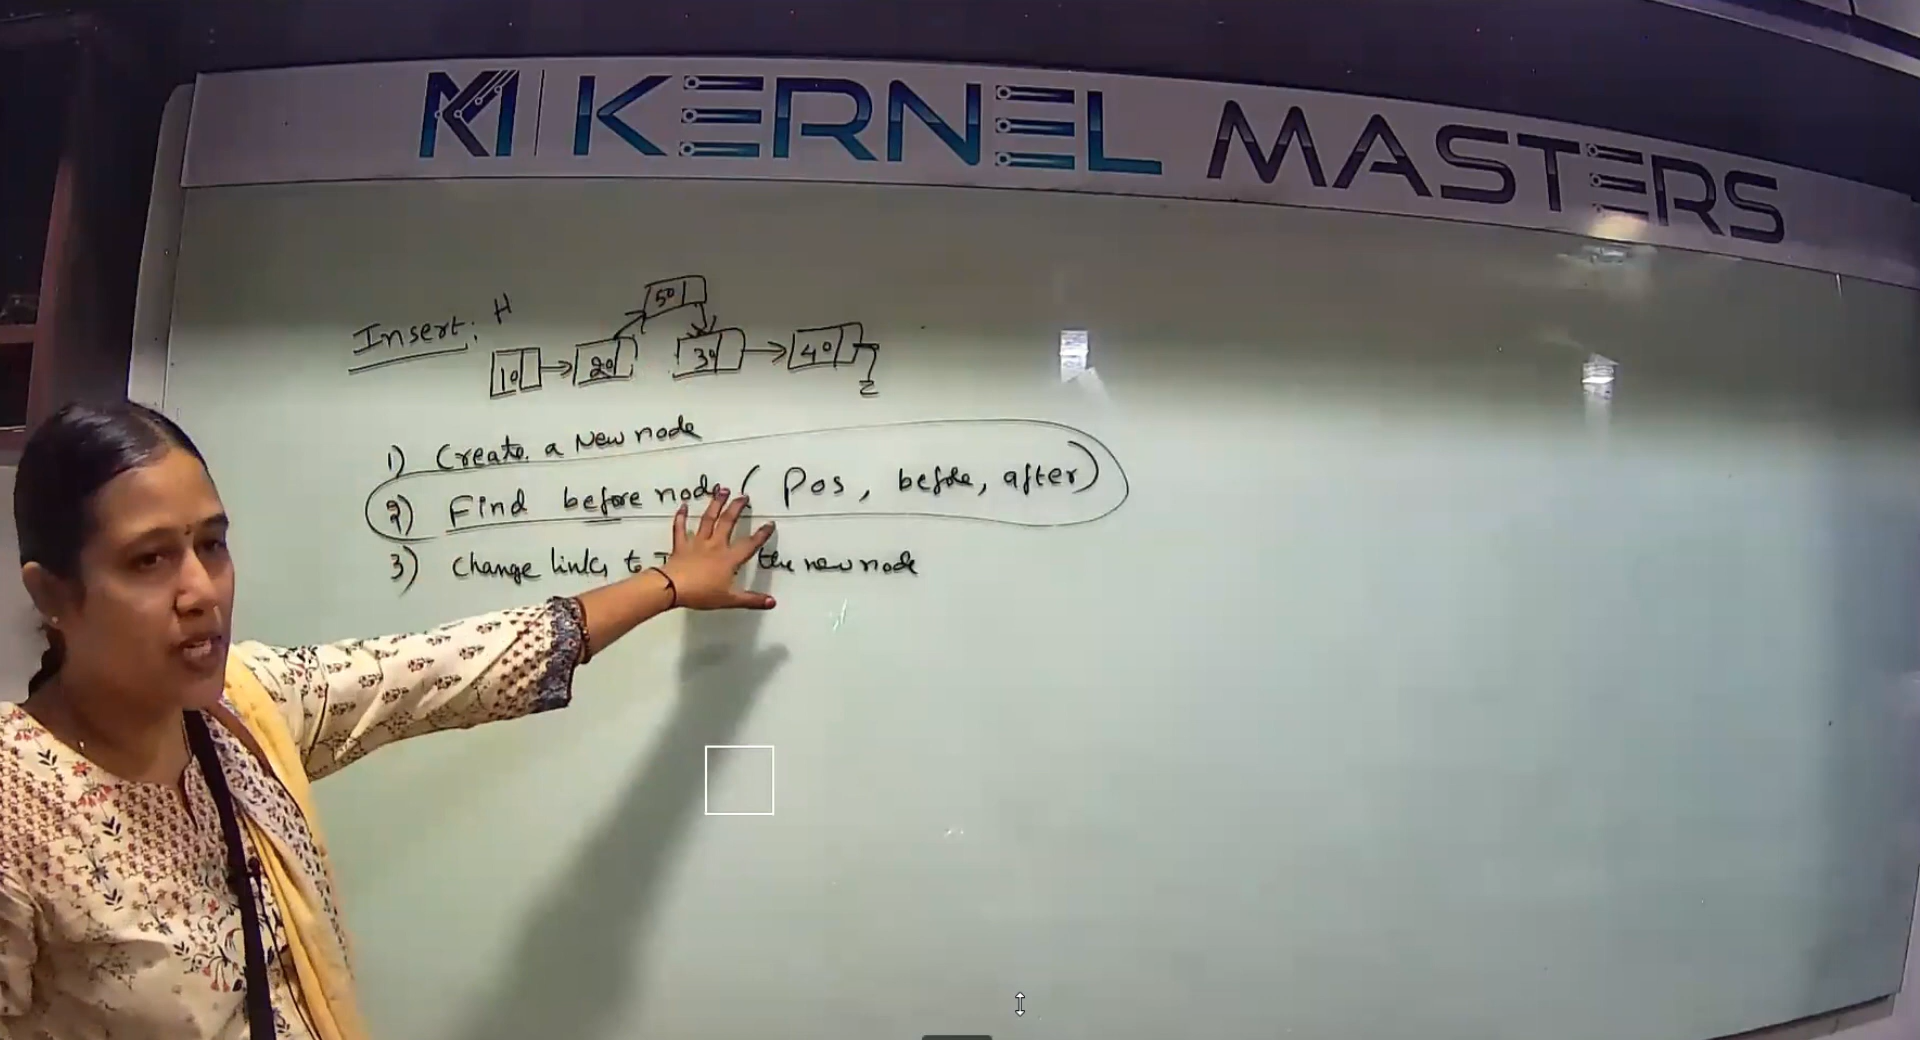 KERNEL MASTERS
Insert: H
50
10 20 30 40
1) Create a New node
2) Find before node ( Pos, before, after)
3) change links to the new node